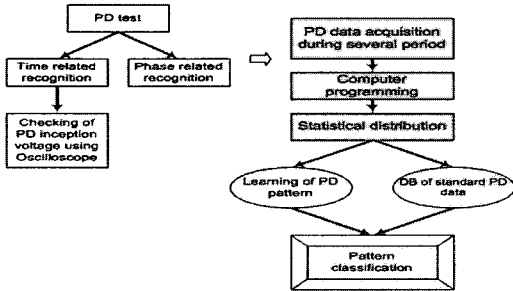 PD test
Time related
recognition
Phase related
recognition
Checking of
PD inception
voltage using
Oscilloscope
PD data acquisition
during several period
Computer
programming
Statistical distribution
Learning of PD
pattern
DB of standard PD
data
Pattern
classification